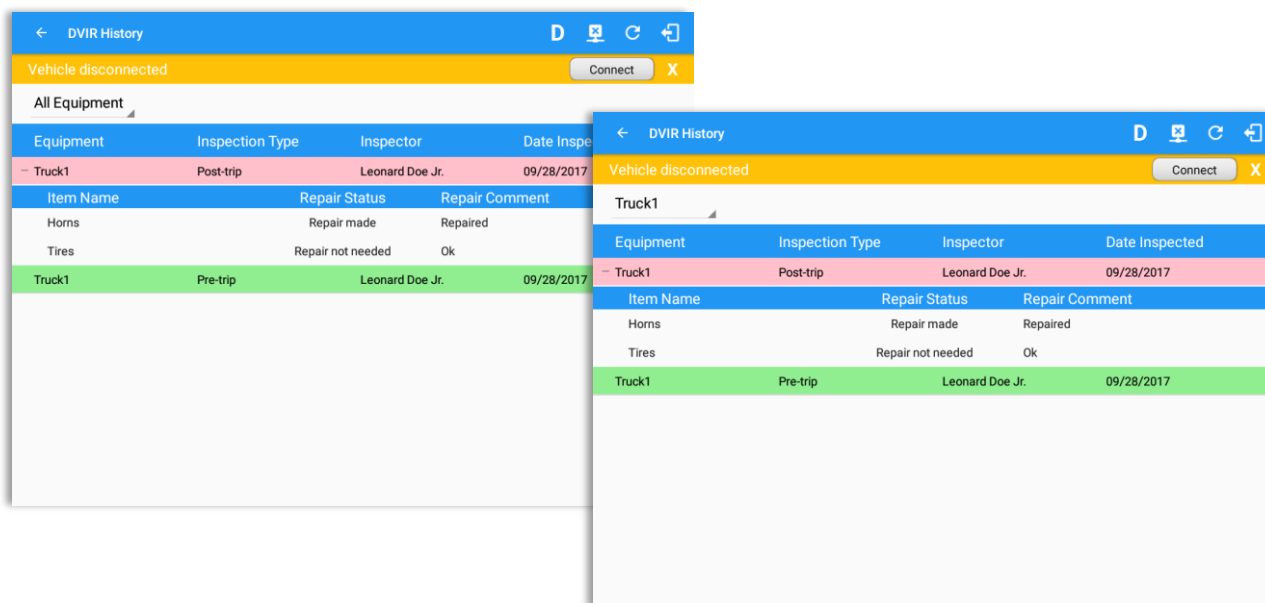 DVIR History D
Vehicle disconnected Connect X
All Equipment
Equipment Inspection Type Inspector Date Inspe
Truck1 Post-trip Leonard Doe Jr. 09/28/2017
Item Name Repair Status Repair Comment
Horns Repair made Repaired
Tires Repair not needed Ok
Truck1 Pre-trip Leonard Doe Jr. 09/28/2017
DVIR History D
Vehicle disconnected Connect X
Truck1
Equipment Inspection Type Inspector Date Inspected
Truck1 Post-trip Leonard Doe Jr. 09/28/2017
Item Name Repair Status Repair Comment
Horns Repair made Repaired
Tires Repair not needed Ok
Truck1 Pre-trip Leonard Doe Jr. 09/28/2017